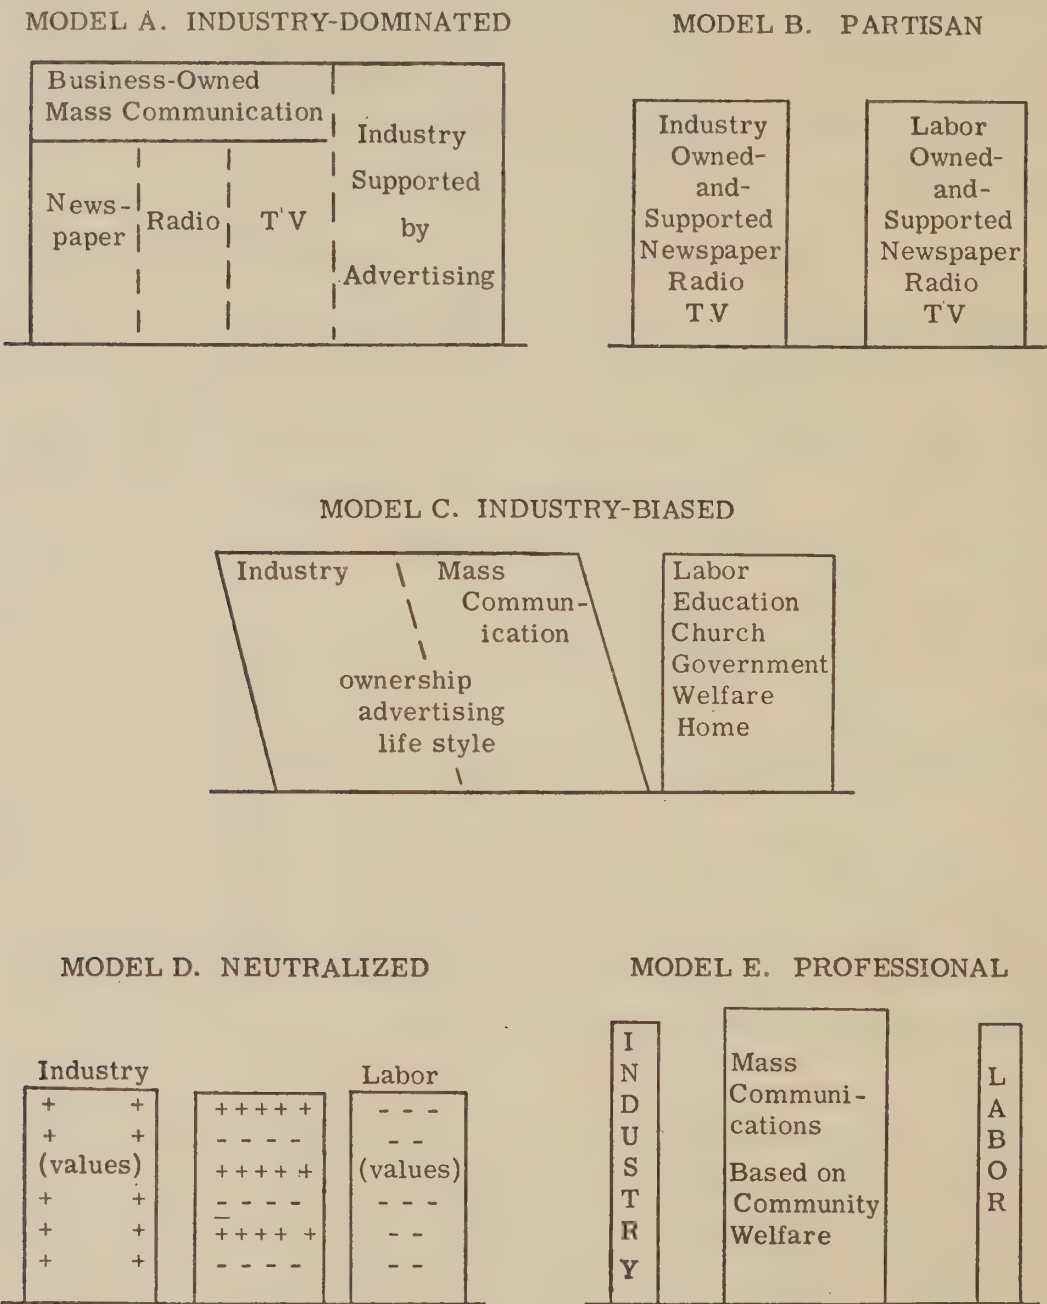 MODEL A. INDUSTRY-DOMINATED
Business-Owned
Mass Communication
News-
paper
Radio
TV
Industry
Supported
by
Advertising
MODEL B. PARTISAN
Industry
Owned-
and-
Supported
Newspaper
Radio
TV
Labor
Owned-
and-
Supported
Newspaper
Radio
TV
MODEL C. INDUSTRY-BIASED
Industry
Mass
Commun-
ication
ownership
advertising
life style
Labor
Education
Church
Government
Welfare
Home
MODEL D. NEUTRALIZED
Industry
+ +
+ +
(values)
+ +
+ +
+ +
+++++
- - - -
+++++
- - - -
+++++
- - - -
Labor
- - -
- -
(values)
- - -
- -
- -
MODEL E. PROFESSIONAL
INDUSTRY
Mass
Communi-
cations
Based on
Community
Welfare
LABOR